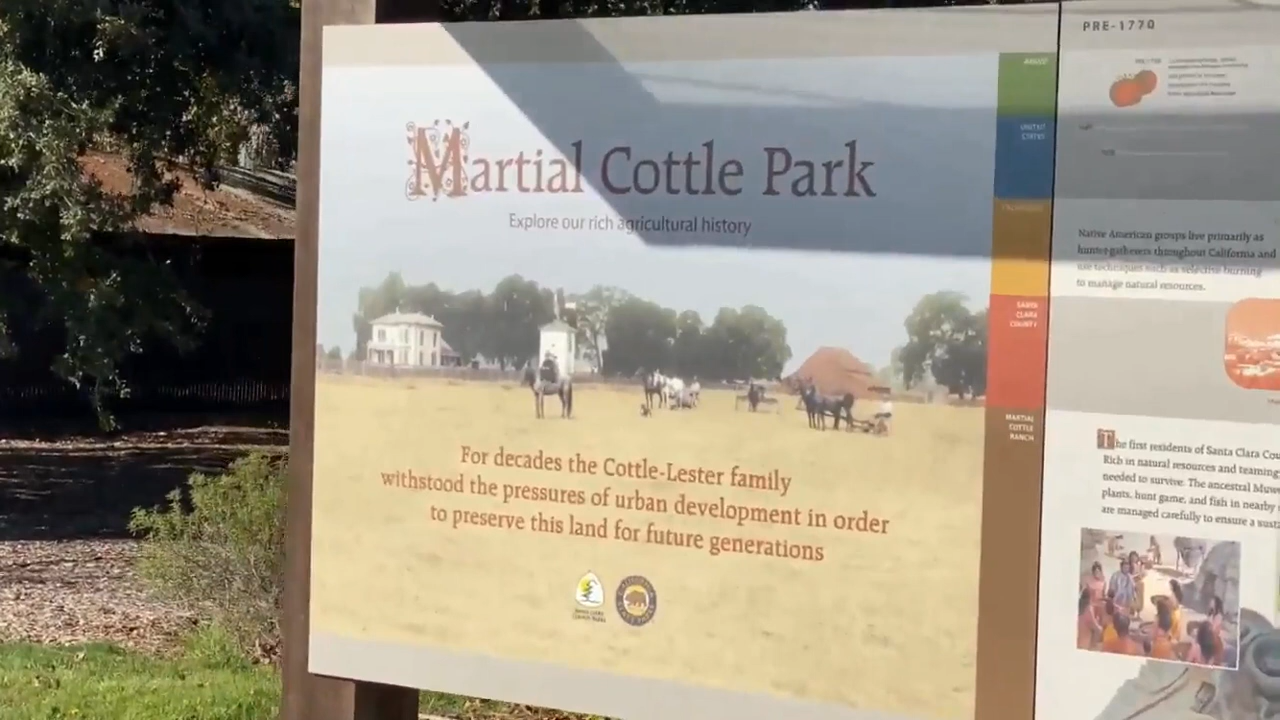 Martial Cottle Park
Explore our rich agricultural history
For decades the Cottle-Lester family
withstood the pressures of urban development in order
to preserve this land for future generations
UNITED
STATES
SANTA
CLARA
COUNTY
MARTIAL
COTTLE
RANCH
PRE-1770
Native American groups live primarily as
hunter-gatherers throughout California and
use techniques such as selective burning
to manage natural resources.
The first residents of Santa Clara Cou
Rich in natural resources and teaming
needed to survive. The ancestral Muw
plants, hunt game, and fish in nearby
are managed carefully to ensure a sust